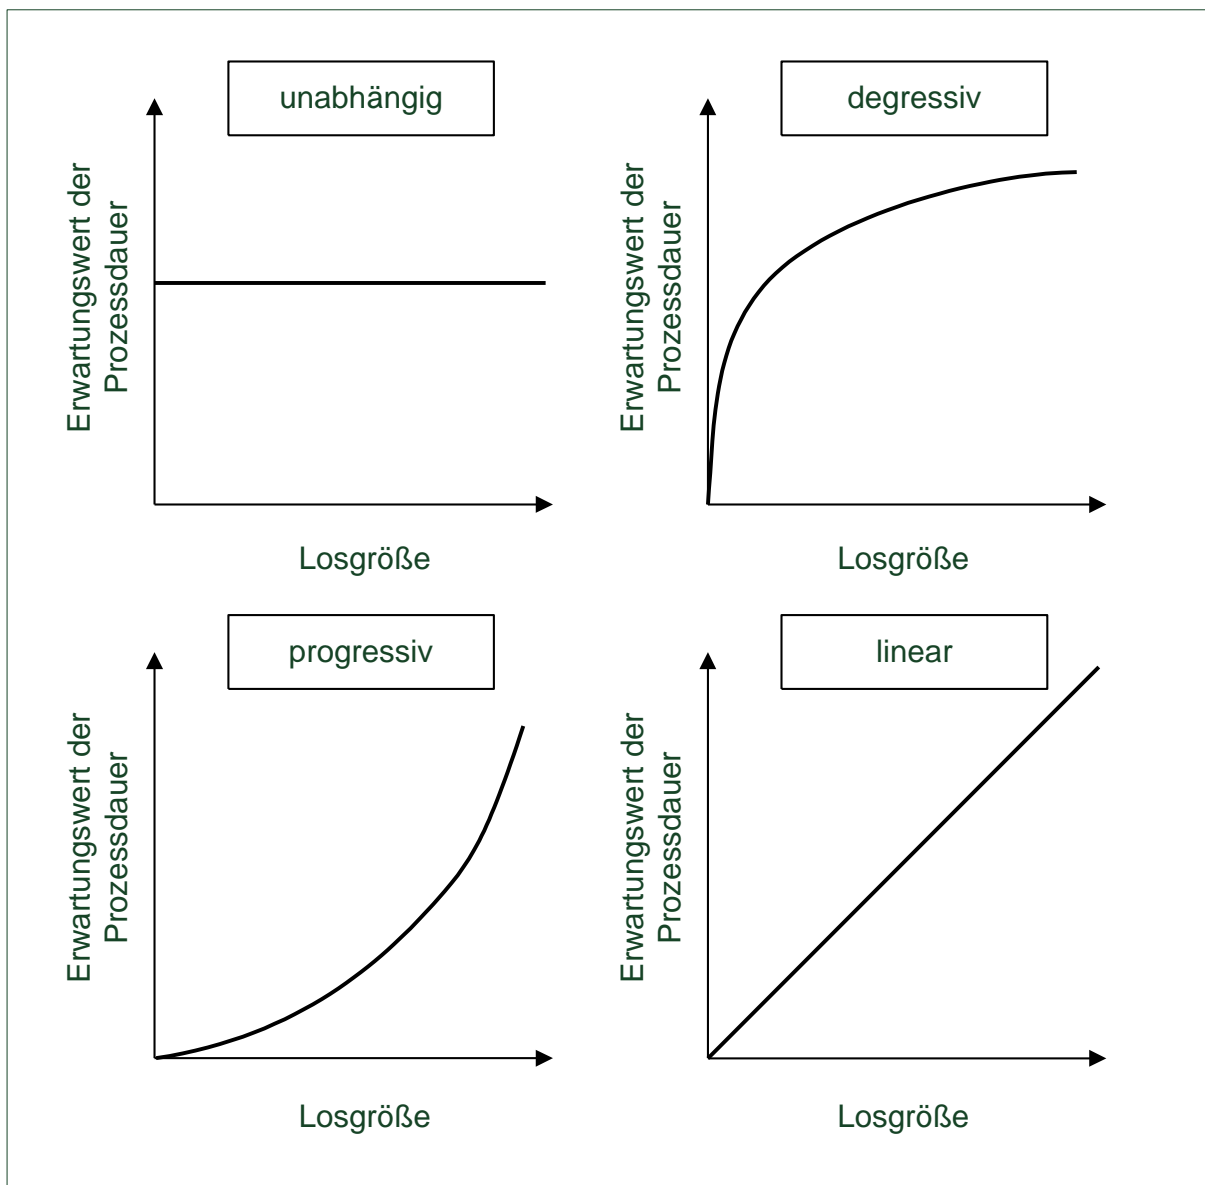 unabhängig
Erwartungswert der
Prozessdauer
Losgröße
degressiv
Erwartungswert der
Prozessdauer
Losgröße
progressiv
Erwartungswert der
Prozessdauer
Losgröße
linear
Erwartungswert der
Prozessdauer
Losgröße